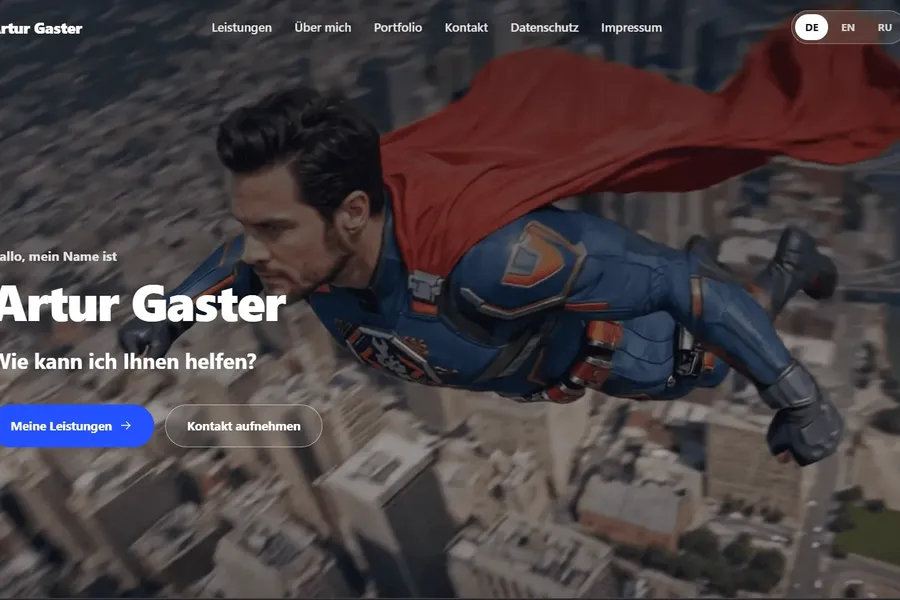 rtur Gaster
Leistungen Über mich Portfolio Kontakt Datenschutz Impressum
DE EN RU
allo, mein Name ist
Artur Gaster
Wie kann ich Ihnen helfen?
Meine Leistungen →
Kontakt aufnehmen